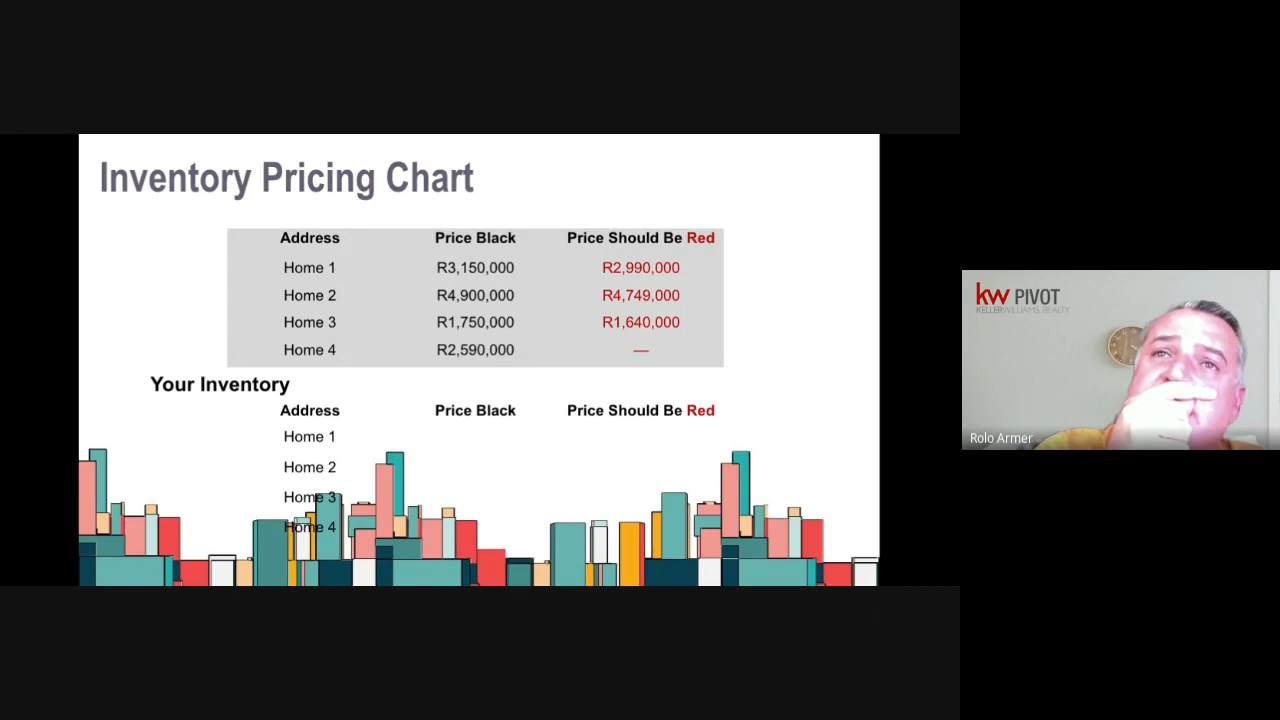 Inventory Pricing Chart
Address Price Black Price Should Be Red
Home 1 R3,150,000 R2,990,000
Home 2 R4,900,000 R4,749,000
Home 3 R1,750,000 R1,640,000
Home 4 R2,590,000 —
Your Inventory
Address Price Black Price Should Be Red
Home 1
Home 2
Home 3
Home 4
kw PIVOT
KELLERWILLIAMS REALTY
Rolo Armer